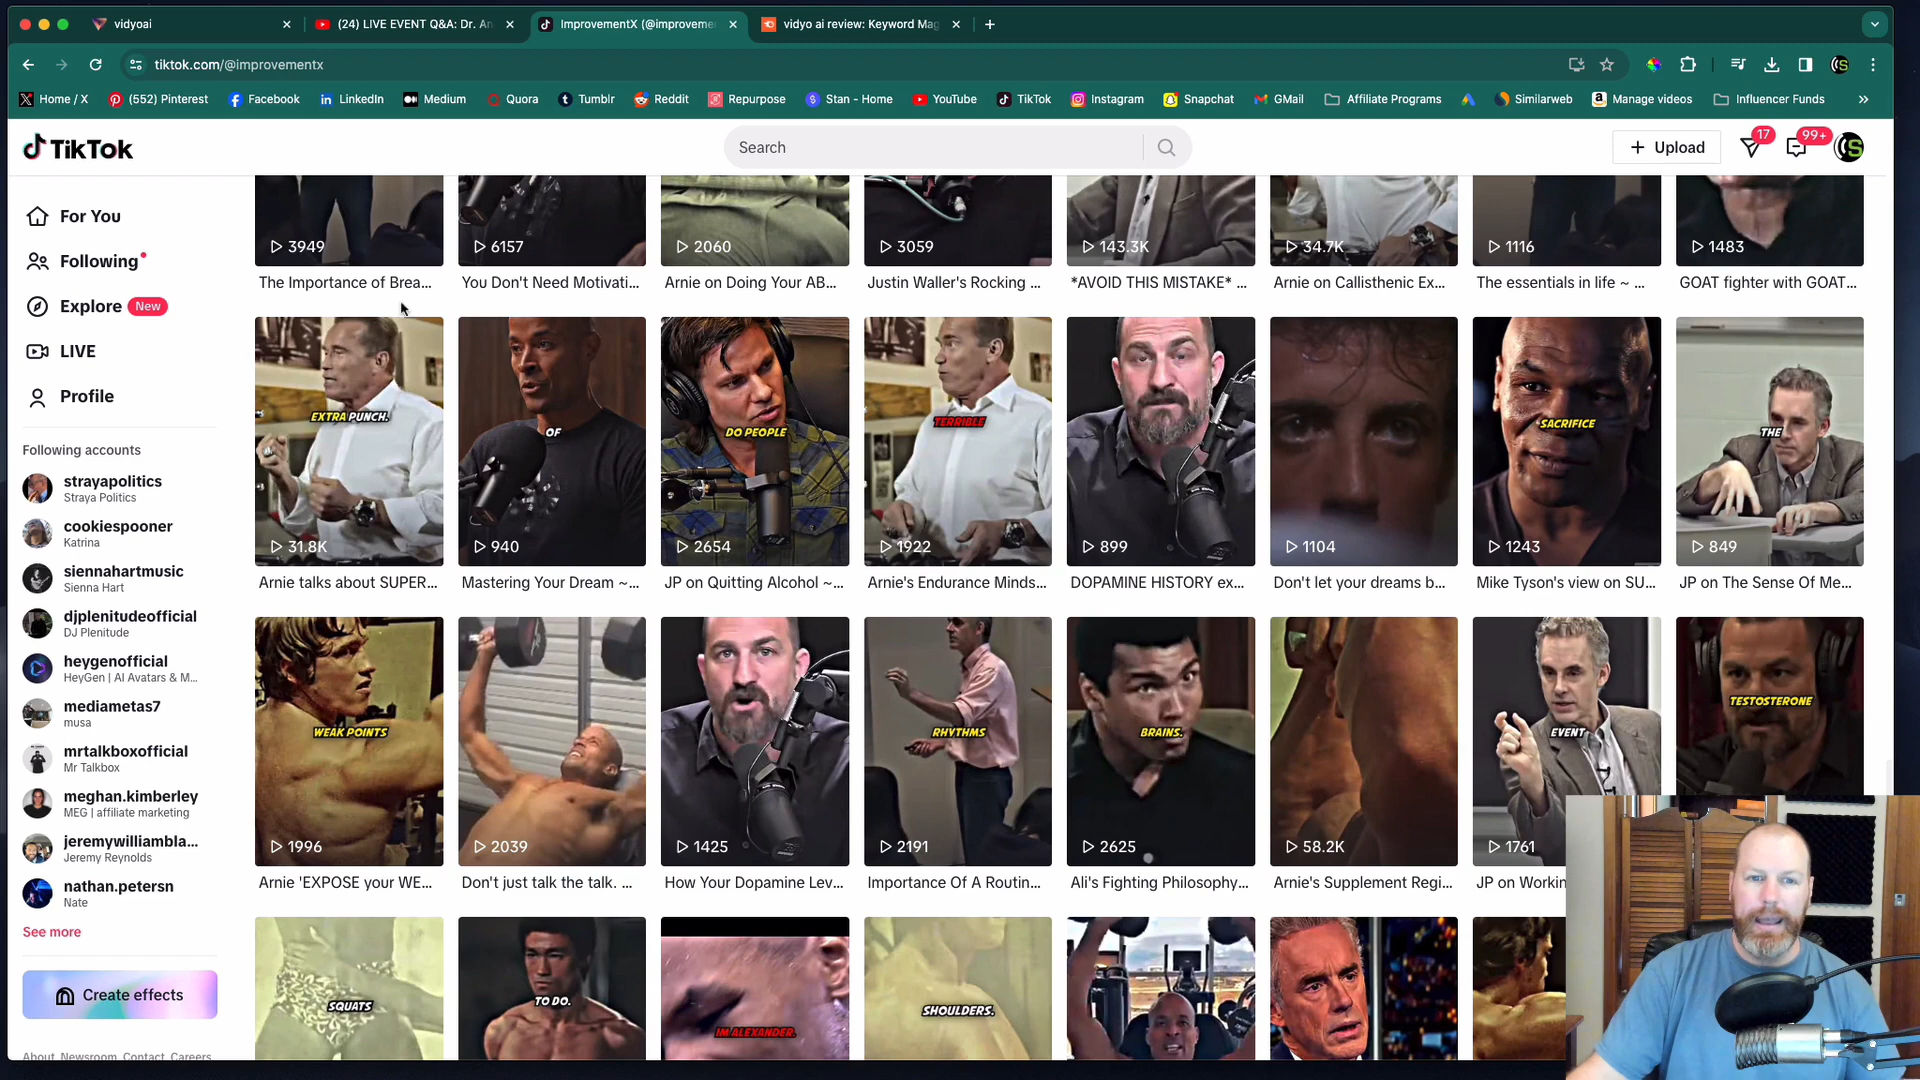 vidyoai
(24) LIVE EVENT Q&A: Dr. An
ImprovementX (@improveme
vidyo ai review: Keyword Mag
tiktok.com/@improvementx
Home / X
(552) Pinterest
Facebook
LinkedIn
Medium
Quora
Tumblr
Reddit
Repurpose
Stan - Home
YouTube
TikTok
Instagram
Snapchat
GMail
Affiliate Programs
Similarweb
Manage videos
Influencer Funds
TikTok
Search
Upload
17
99+
For You
Following
Explore New
LIVE
Profile
Following accounts
strayapolitics
Straya Politics
cookiespooner
Katrina
siennahartmusic
Sienna Hart
djplenitudeofficial
DJ Plenitude
heygenofficial
HeyGen | AI Avatars & M...
mediametas7
musa
mrtalkboxofficial
Mr Talkbox
meghan.kimberley
MEG | affiliate marketing
jeremywilliambla...
Jeremy Reynolds
nathan.petersn
Nate
See more
Create effects
About Newsroom Contact Careers
3949
6157
2060
3059
143.3K
34.7K
1116
1483
The Importance of Brea...
You Don't Need Motivati...
Arnie on Doing Your AB...
Justin Waller's Rocking ...
*AVOID THIS MISTAKE* ...
Arnie on Callisthenic Ex...
The essentials in life ~ ...
GOAT fighter with GOAT...
EXTRA PUNCH.
OF
DO PEOPLE
TERRIBLE
SACRIFICE
THE
31.8K
940
2654
1922
899
1104
1243
849
Arnie talks about SUPER...
Mastering Your Dream ~...
JP on Quitting Alcohol ~...
Arnie's Endurance Minds...
DOPAMINE HISTORY ex...
Don't let your dreams b...
Mike Tyson's view on SU...
JP on The Sense Of Me...
WEAK POINTS
RHYTHMS
BRAINS.
EVENT
TESTOSTERONE
1996
2039
1425
2191
2625
58.2K
1761
Arnie 'EXPOSE your WE...
Don't just talk the talk. ...
How Your Dopamine Lev...
Importance Of A Routin...
Ali's Fighting Philosophy...
Arnie's Supplement Regi...
JP on Workin
SQUATS
TO DO.
IM ALEXANDER.
SHOULDERS.